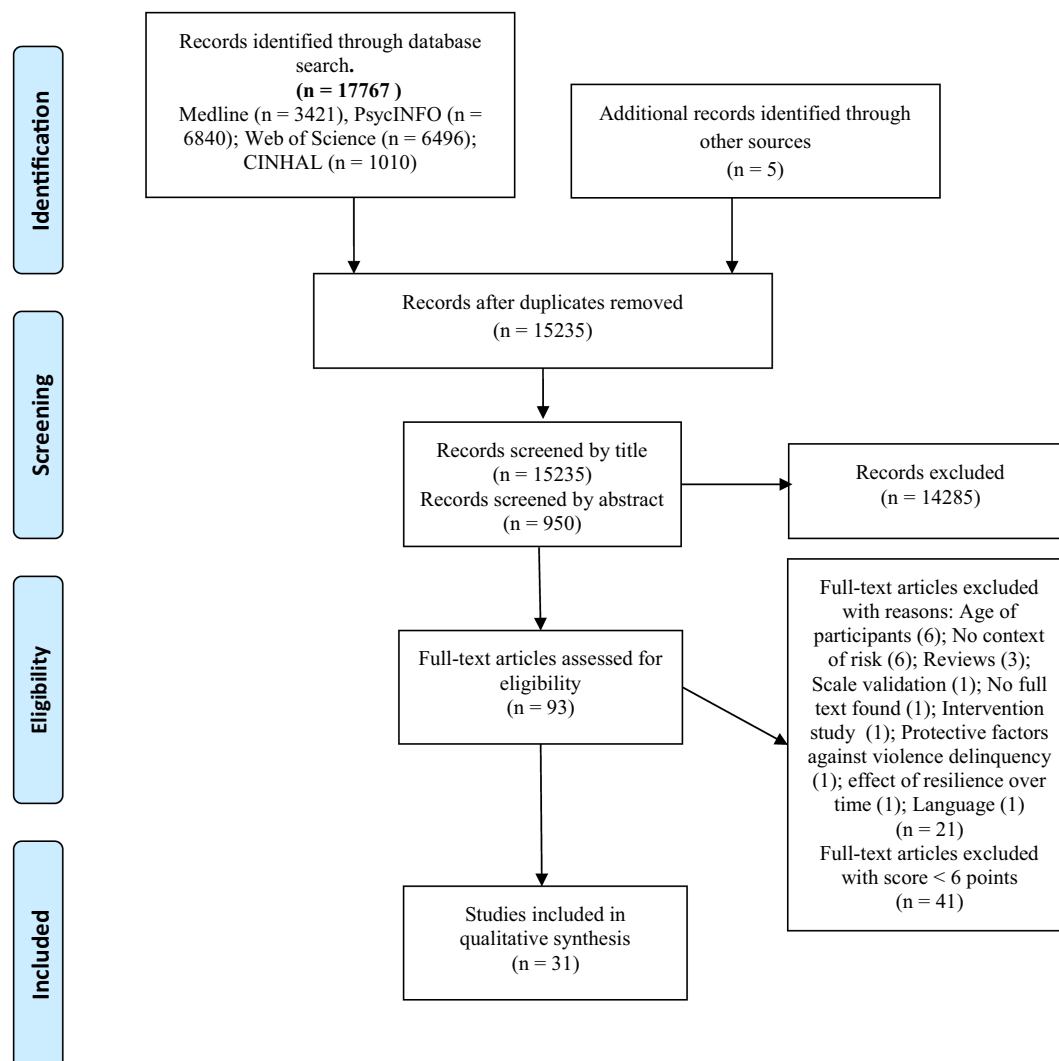 Identification
Records identified through database
search.
(n = 17767 )
Medline (n = 3421), PsycINFO (n =
6840); Web of Science (n = 6496);
CINHAL (n = 1010)
Additional records identified through
other sources
(n = 5)
Records after duplicates removed
(n = 15235)
Screening
Records screened by title
(n = 15235)
Records screened by abstract
(n = 950)
Records excluded
(n = 14285)
Eligibility
Full-text articles assessed for
eligibility
(n = 93)
Full-text articles excluded
with reasons: Age of
participants (6); No context
of risk (6); Reviews (3);
Scale validation (1); No full
text found (1); Intervention
study (1); Protective factors
against violence delinquency
(1); effect of resilience over
time (1); Language (1)
(n = 21)
Full-text articles excluded
with score < 6 points
(n = 41)
Included
Studies included in
qualitative synthesis
(n = 31)